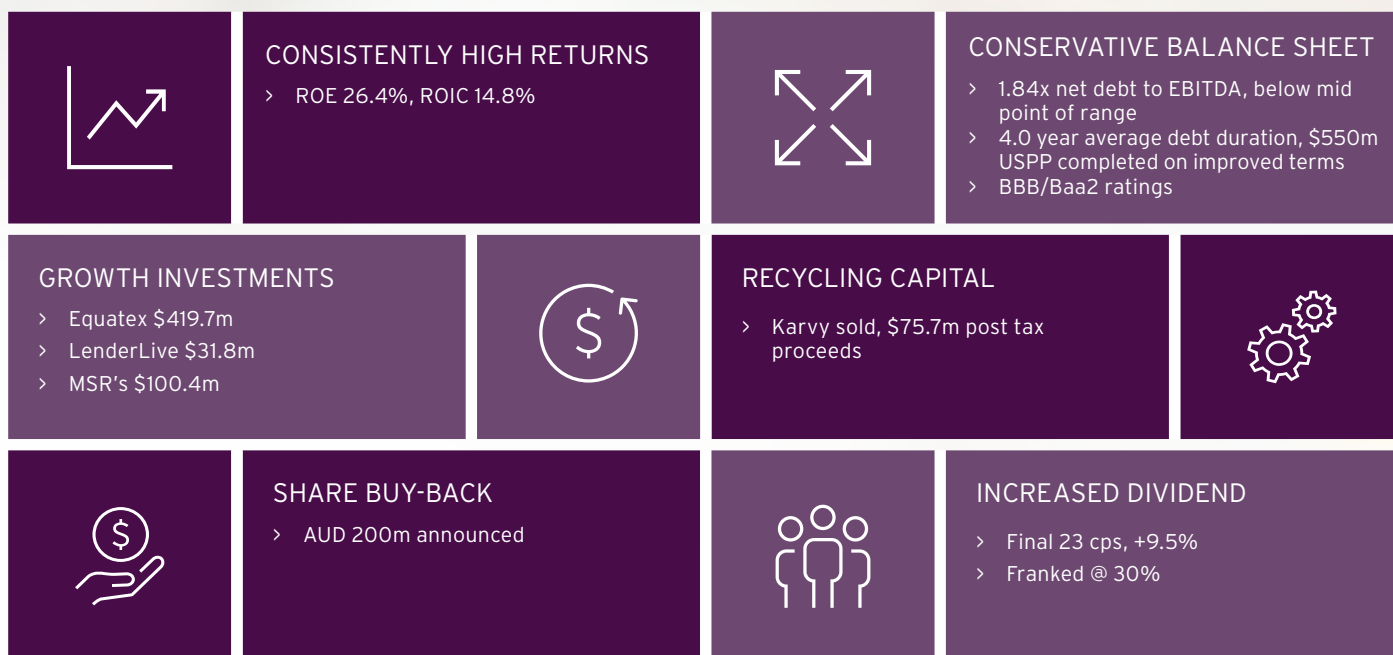 CONSISTENTLY HIGH RETURNS
> ROE 26.4%, ROIC 14.8%
CONSERVATIVE BALANCE SHEET
> 1.84x net debt to EBITDA, below mid
point of range
> 4.0 year average debt duration, $550m
USPP completed on improved terms
> BBB/Baa2 ratings
GROWTH INVESTMENTS
> Equatex $419.7m
> LenderLive $31.8m
> MSR's $100.4m
$
RECYCLING CAPITAL
> Karvy sold, $75.7m post tax
proceeds
$
SHARE BUY-BACK
> AUD 200m announced
INCREASED DIVIDEND
> Final 23 cps, +9.5%
> Franked @ 30%